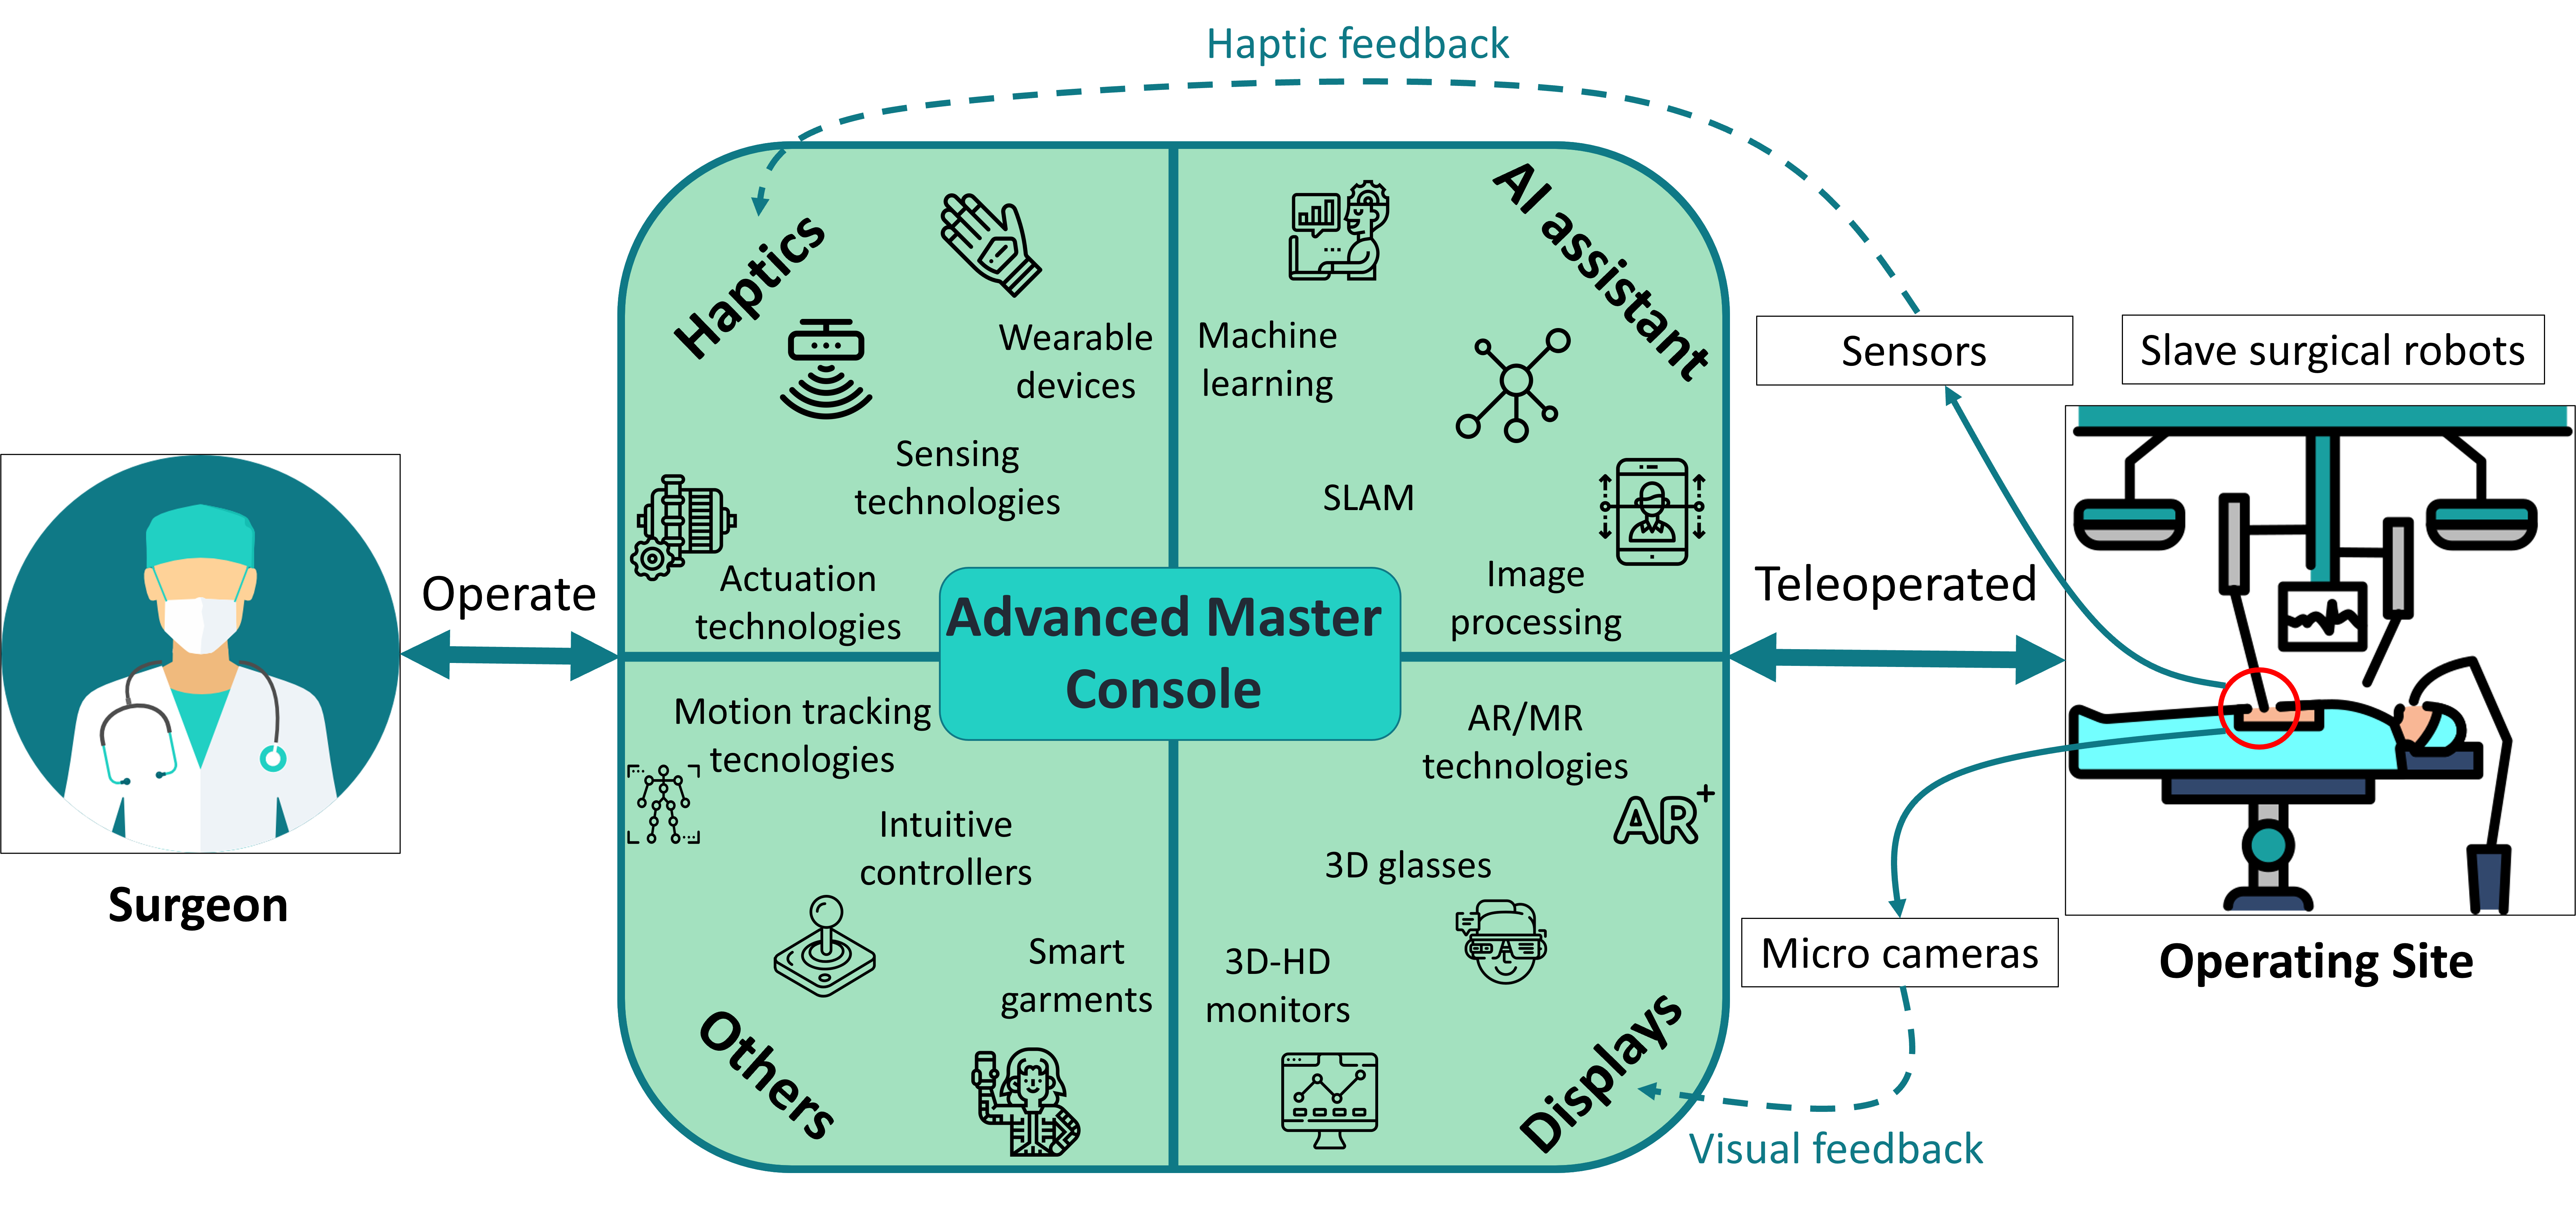 Haptic feedback
Haptics
AI assistant
Wearable
devices
Machine
learning
Sensors
Slave surgical robots
Sensing
technologies
SLAM
Actuation
technologies
Image
processing
Operate
Advanced Master
Console
Teleoperated
Motion tracking
tecnologies
AR/MR
technologies
AR+
Intuitive
controllers
3D glasses
Surgeon
Smart
garments
3D-HD
monitors
Micro cameras
Operating Site
Others
Displays
Visual feedback